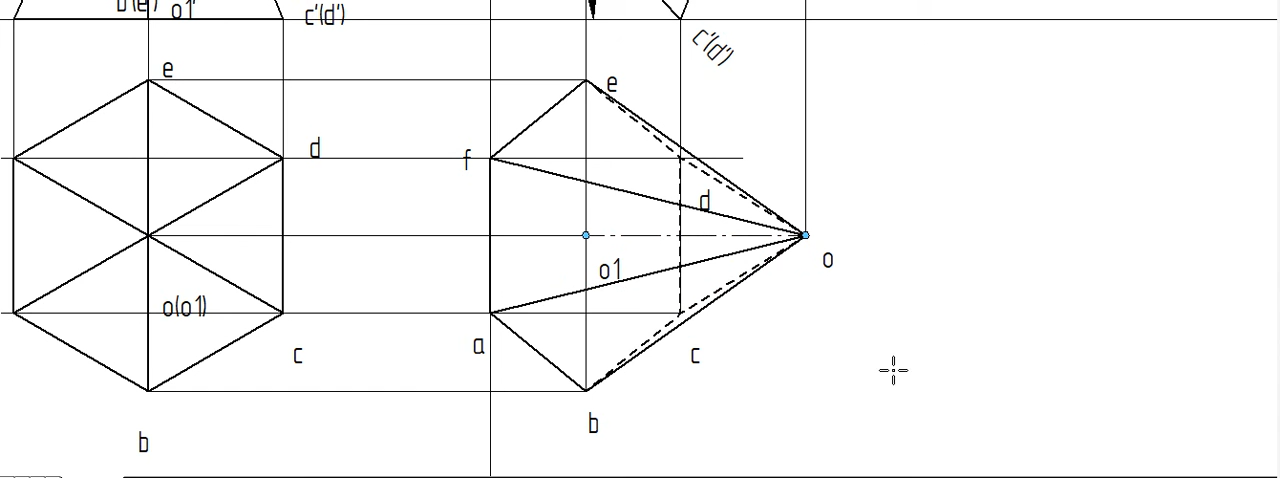 b'(e') o1' c'(d')
c'(d')
e
e
d
f
d
o1
o
o(o1)
a
c
c
b
b